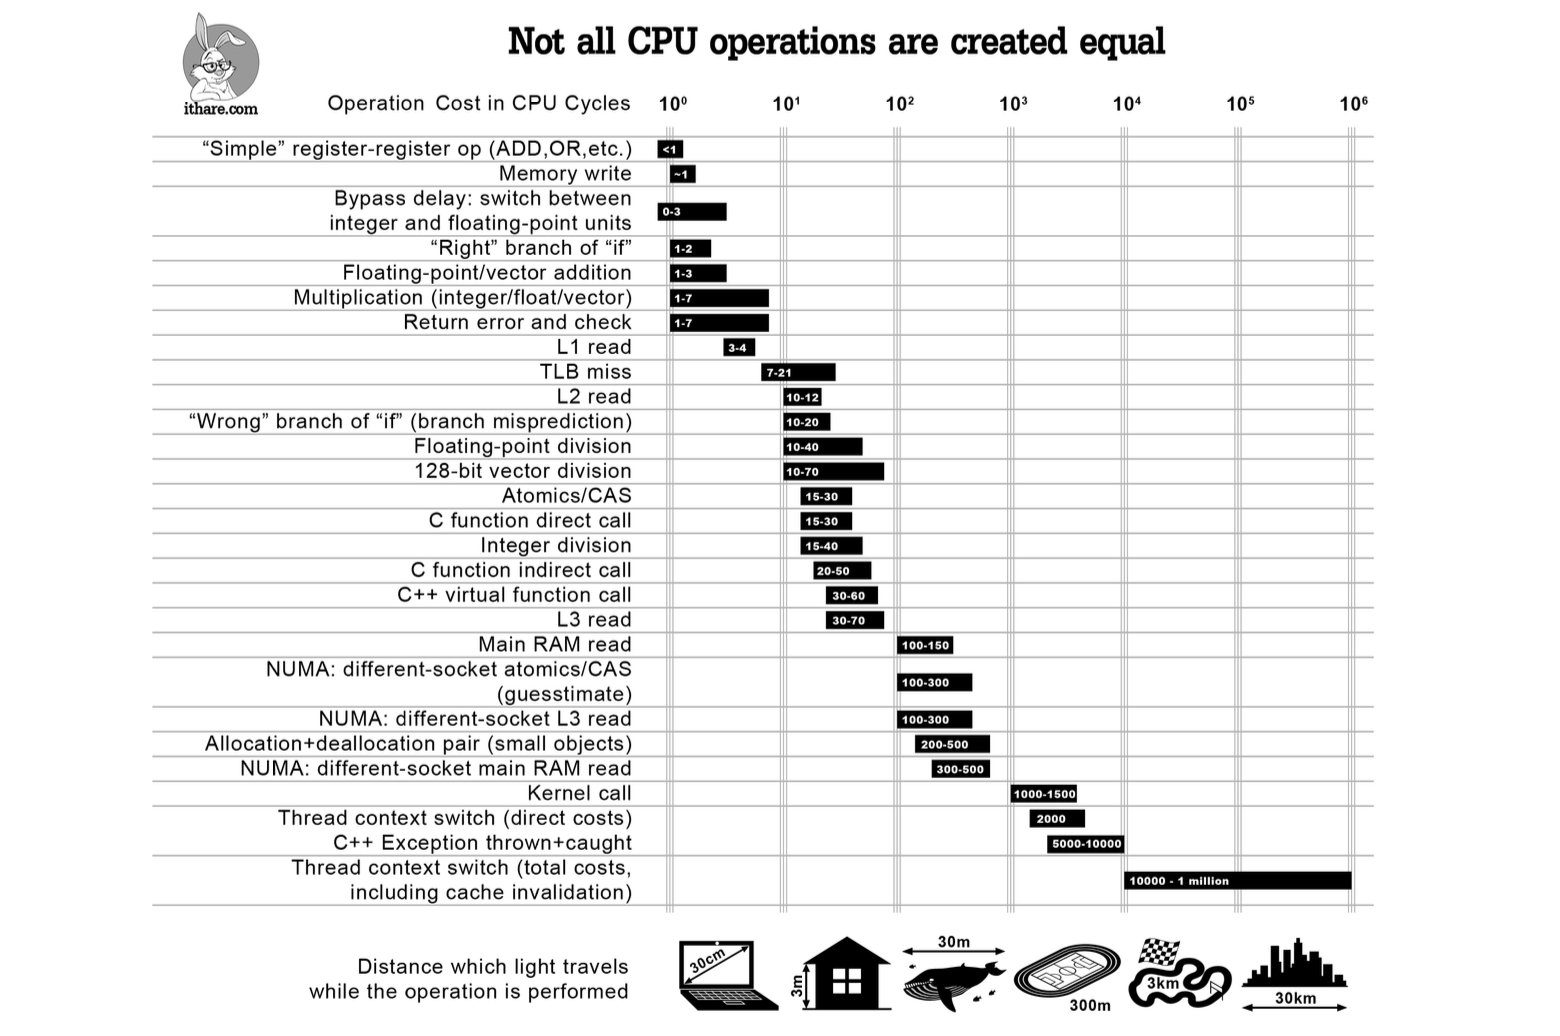 Not all CPU operations are created equal
ithare.com
Operation Cost in CPU Cycles 10⁰ 10¹ 10² 10³ 10⁴ 10⁵ 10⁶
“Simple” register-register op (ADD,OR,etc.) <1
Memory write ~1
Bypass delay: switch between
integer and floating-point units 0-3
“Right” branch of “if” 1-2
Floating-point/vector addition 1-3
Multiplication (integer/float/vector) 1-7
Return error and check 1-7
L1 read 3-4
TLB miss 7-21
L2 read 10-12
“Wrong” branch of “if” (branch misprediction) 10-20
Floating-point division 10-40
128-bit vector division 10-70
Atomics/CAS 15-30
C function direct call 15-30
Integer division 15-40
C function indirect call 20-50
C++ virtual function call 30-60
L3 read 30-70
Main RAM read 100-150
NUMA: different-socket atomics/CAS
(guesstimate) 100-300
NUMA: different-socket L3 read 100-300
Allocation+deallocation pair (small objects) 200-500
NUMA: different-socket main RAM read 300-500
Kernel call 1000-1500
Thread context switch (direct costs) 2000
C++ Exception thrown+caught 5000-10000
Thread context switch (total costs,
including cache invalidation) 10000 - 1 million
Distance which light travels
while the operation is performed
30cm
3m
30m
300m
3km
30km